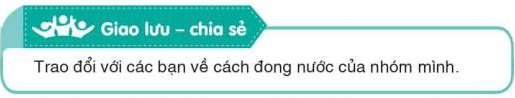 Giao lưu – chia sẻ
Trao đổi với các bạn về cách đong nước của nhóm mình.